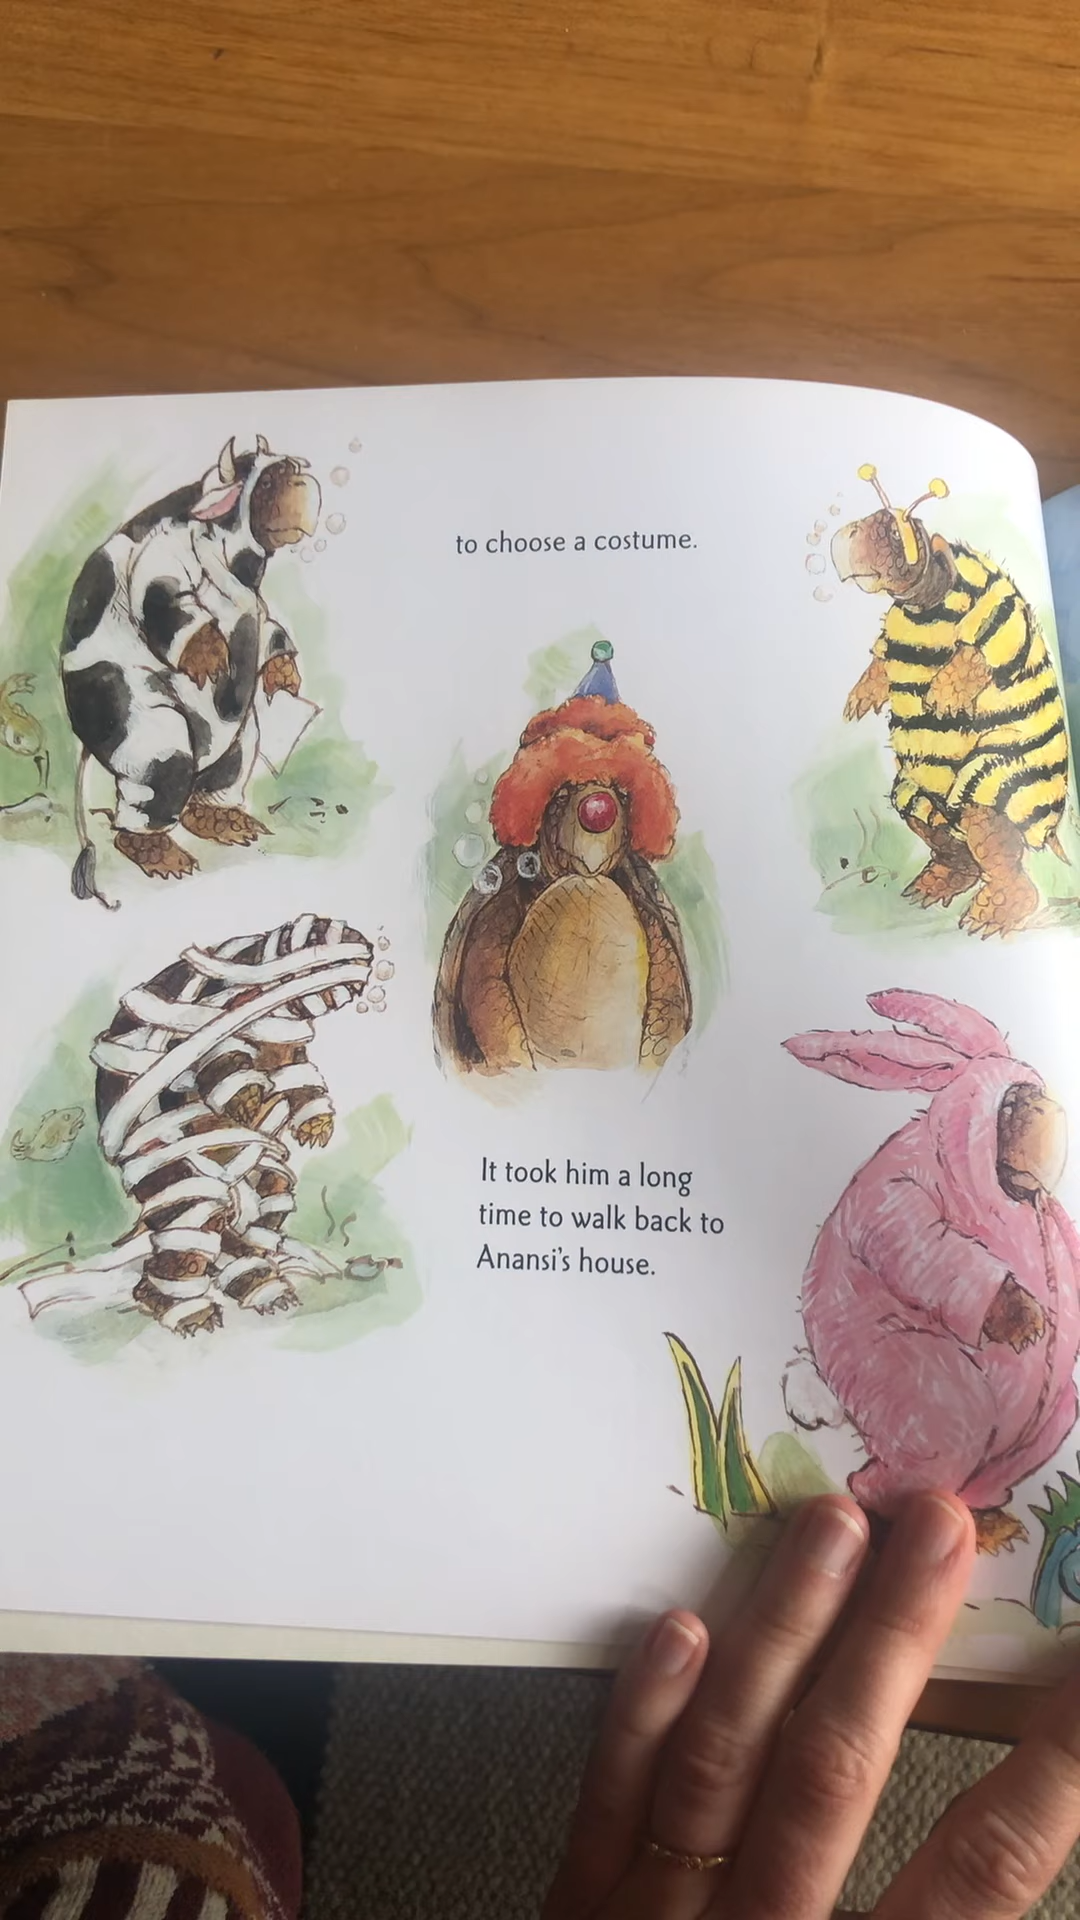 to choose a costume.
It took him a long
time to walk back to
Anansi's house.